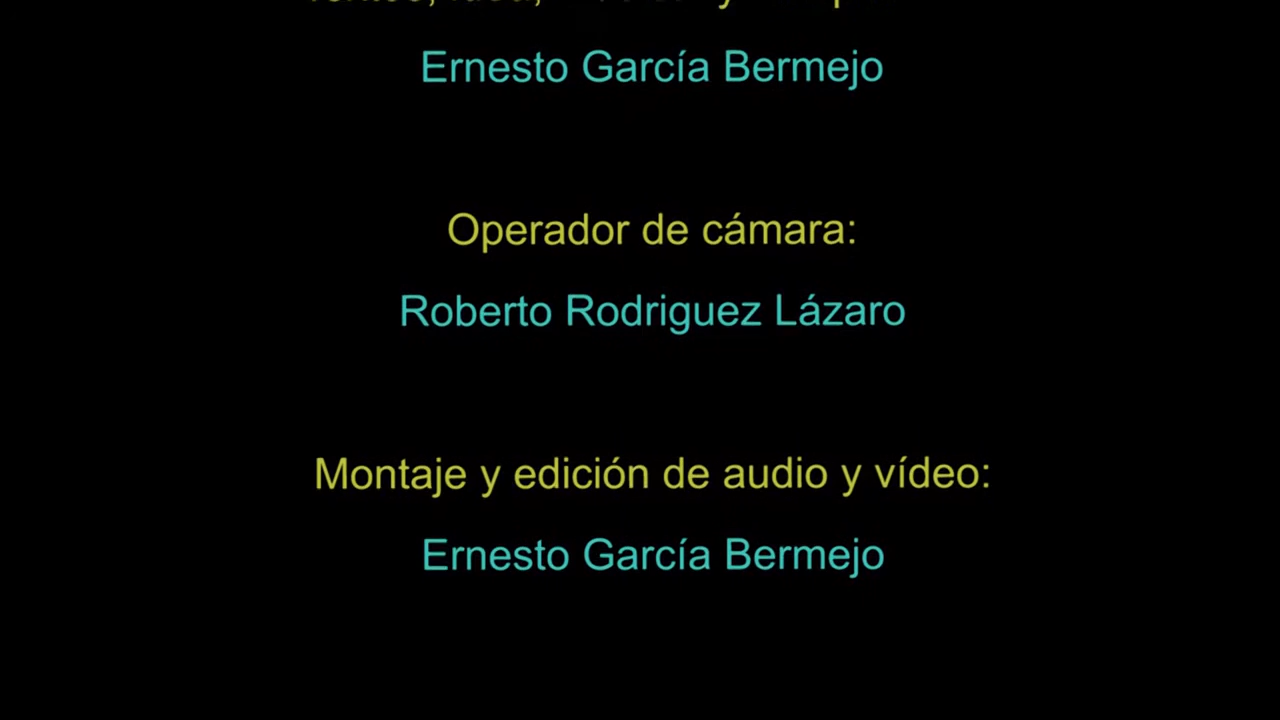 Ernesto García Bermejo
Operador de cámara:
Roberto Rodriguez Lázaro
Montaje y edición de audio y vídeo:
Ernesto García Bermejo